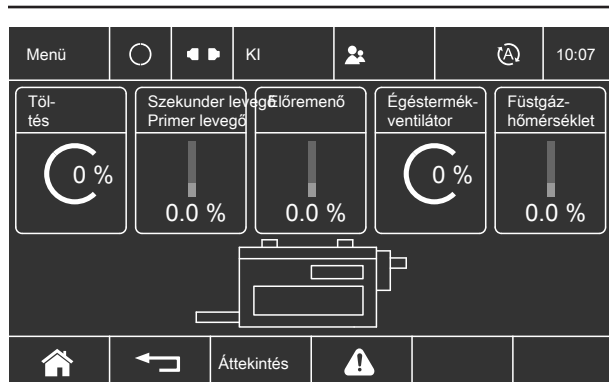 Menü
KI
A
10:07
Töl-
tés
0 %
Szekunder levegő
Primer levegő
0.0 %
Előremenő
0.0 %
Égéstermék-
ventilátor
0 %
Füstgáz-
hőmérséklet
0.0 %
Áttekintés